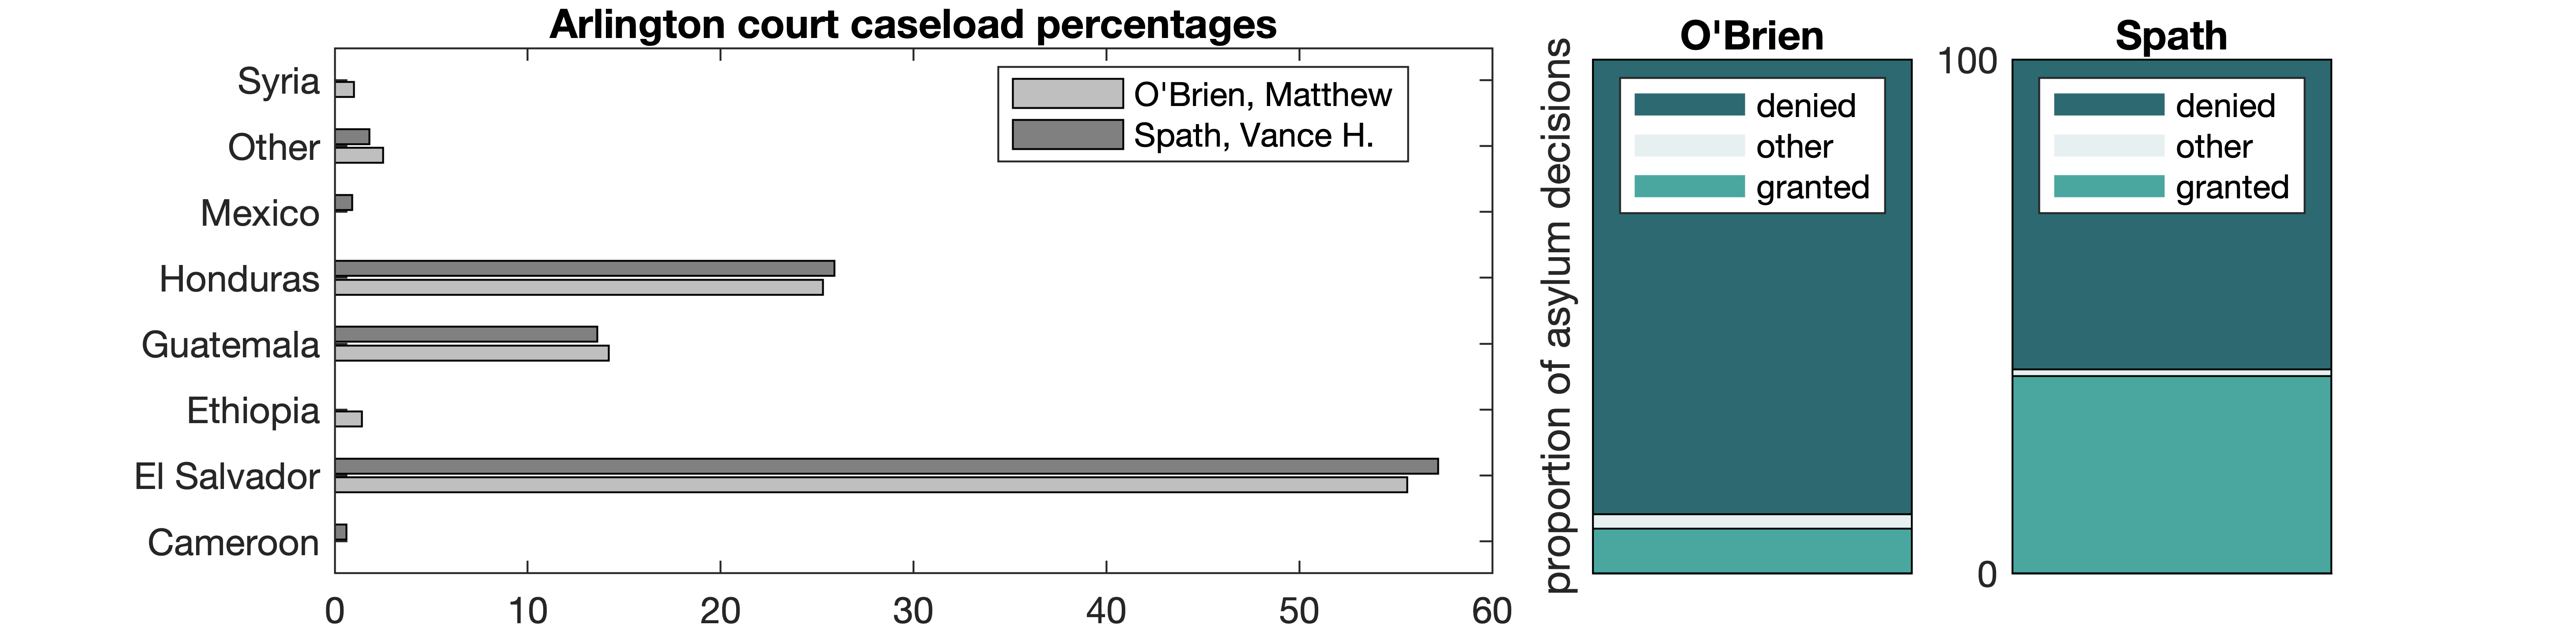 Arlington court caseload percentages
O'Brien, Matthew
Spath, Vance H.
Syria
Other
Mexico
Honduras
Guatemala
Ethiopia
El Salvador
Cameroon
0 10 20 30 40 50 60
proportion of asylum decisions
O'Brien
denied
other
granted
Spath
100
0
denied
other
granted